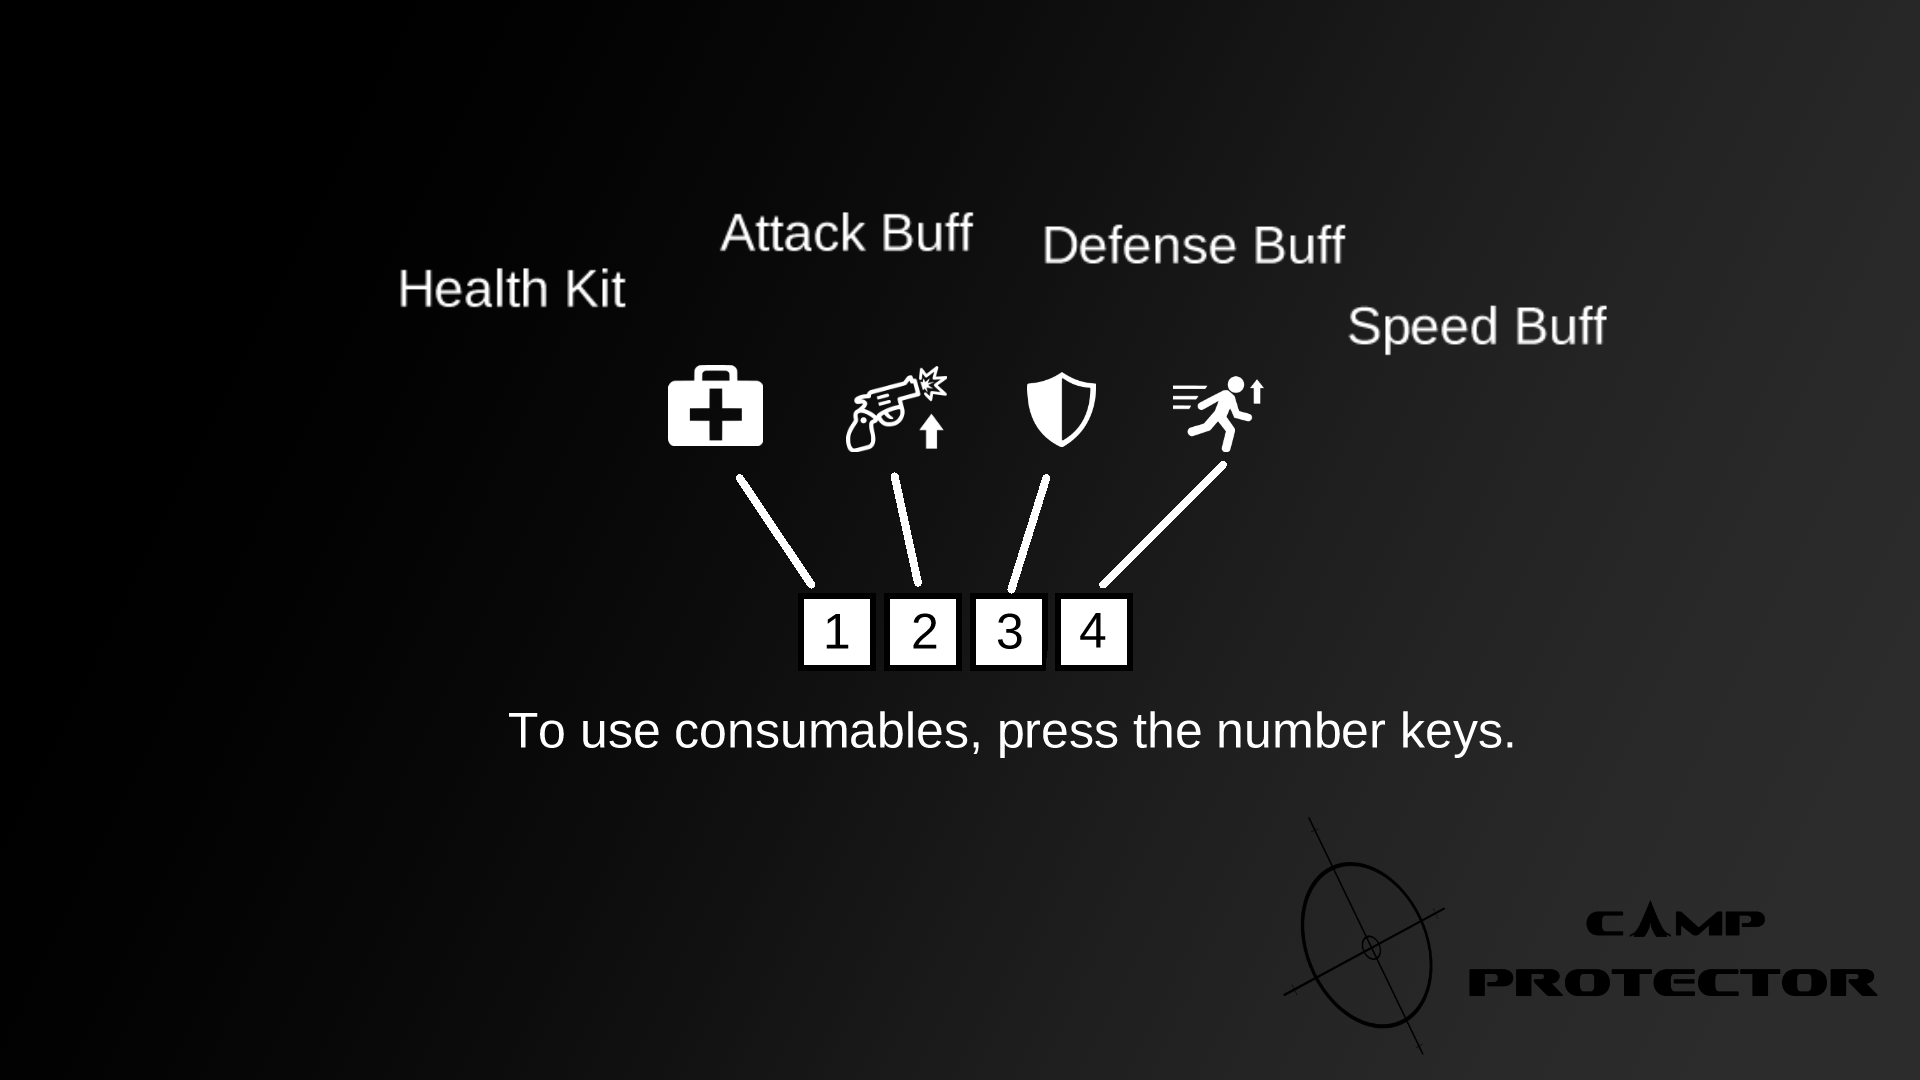 Health Kit
Attack Buff
Defense Buff
Speed Buff
1 2 3 4
To use consumables, press the number keys.
CAMP
PROTECTOR